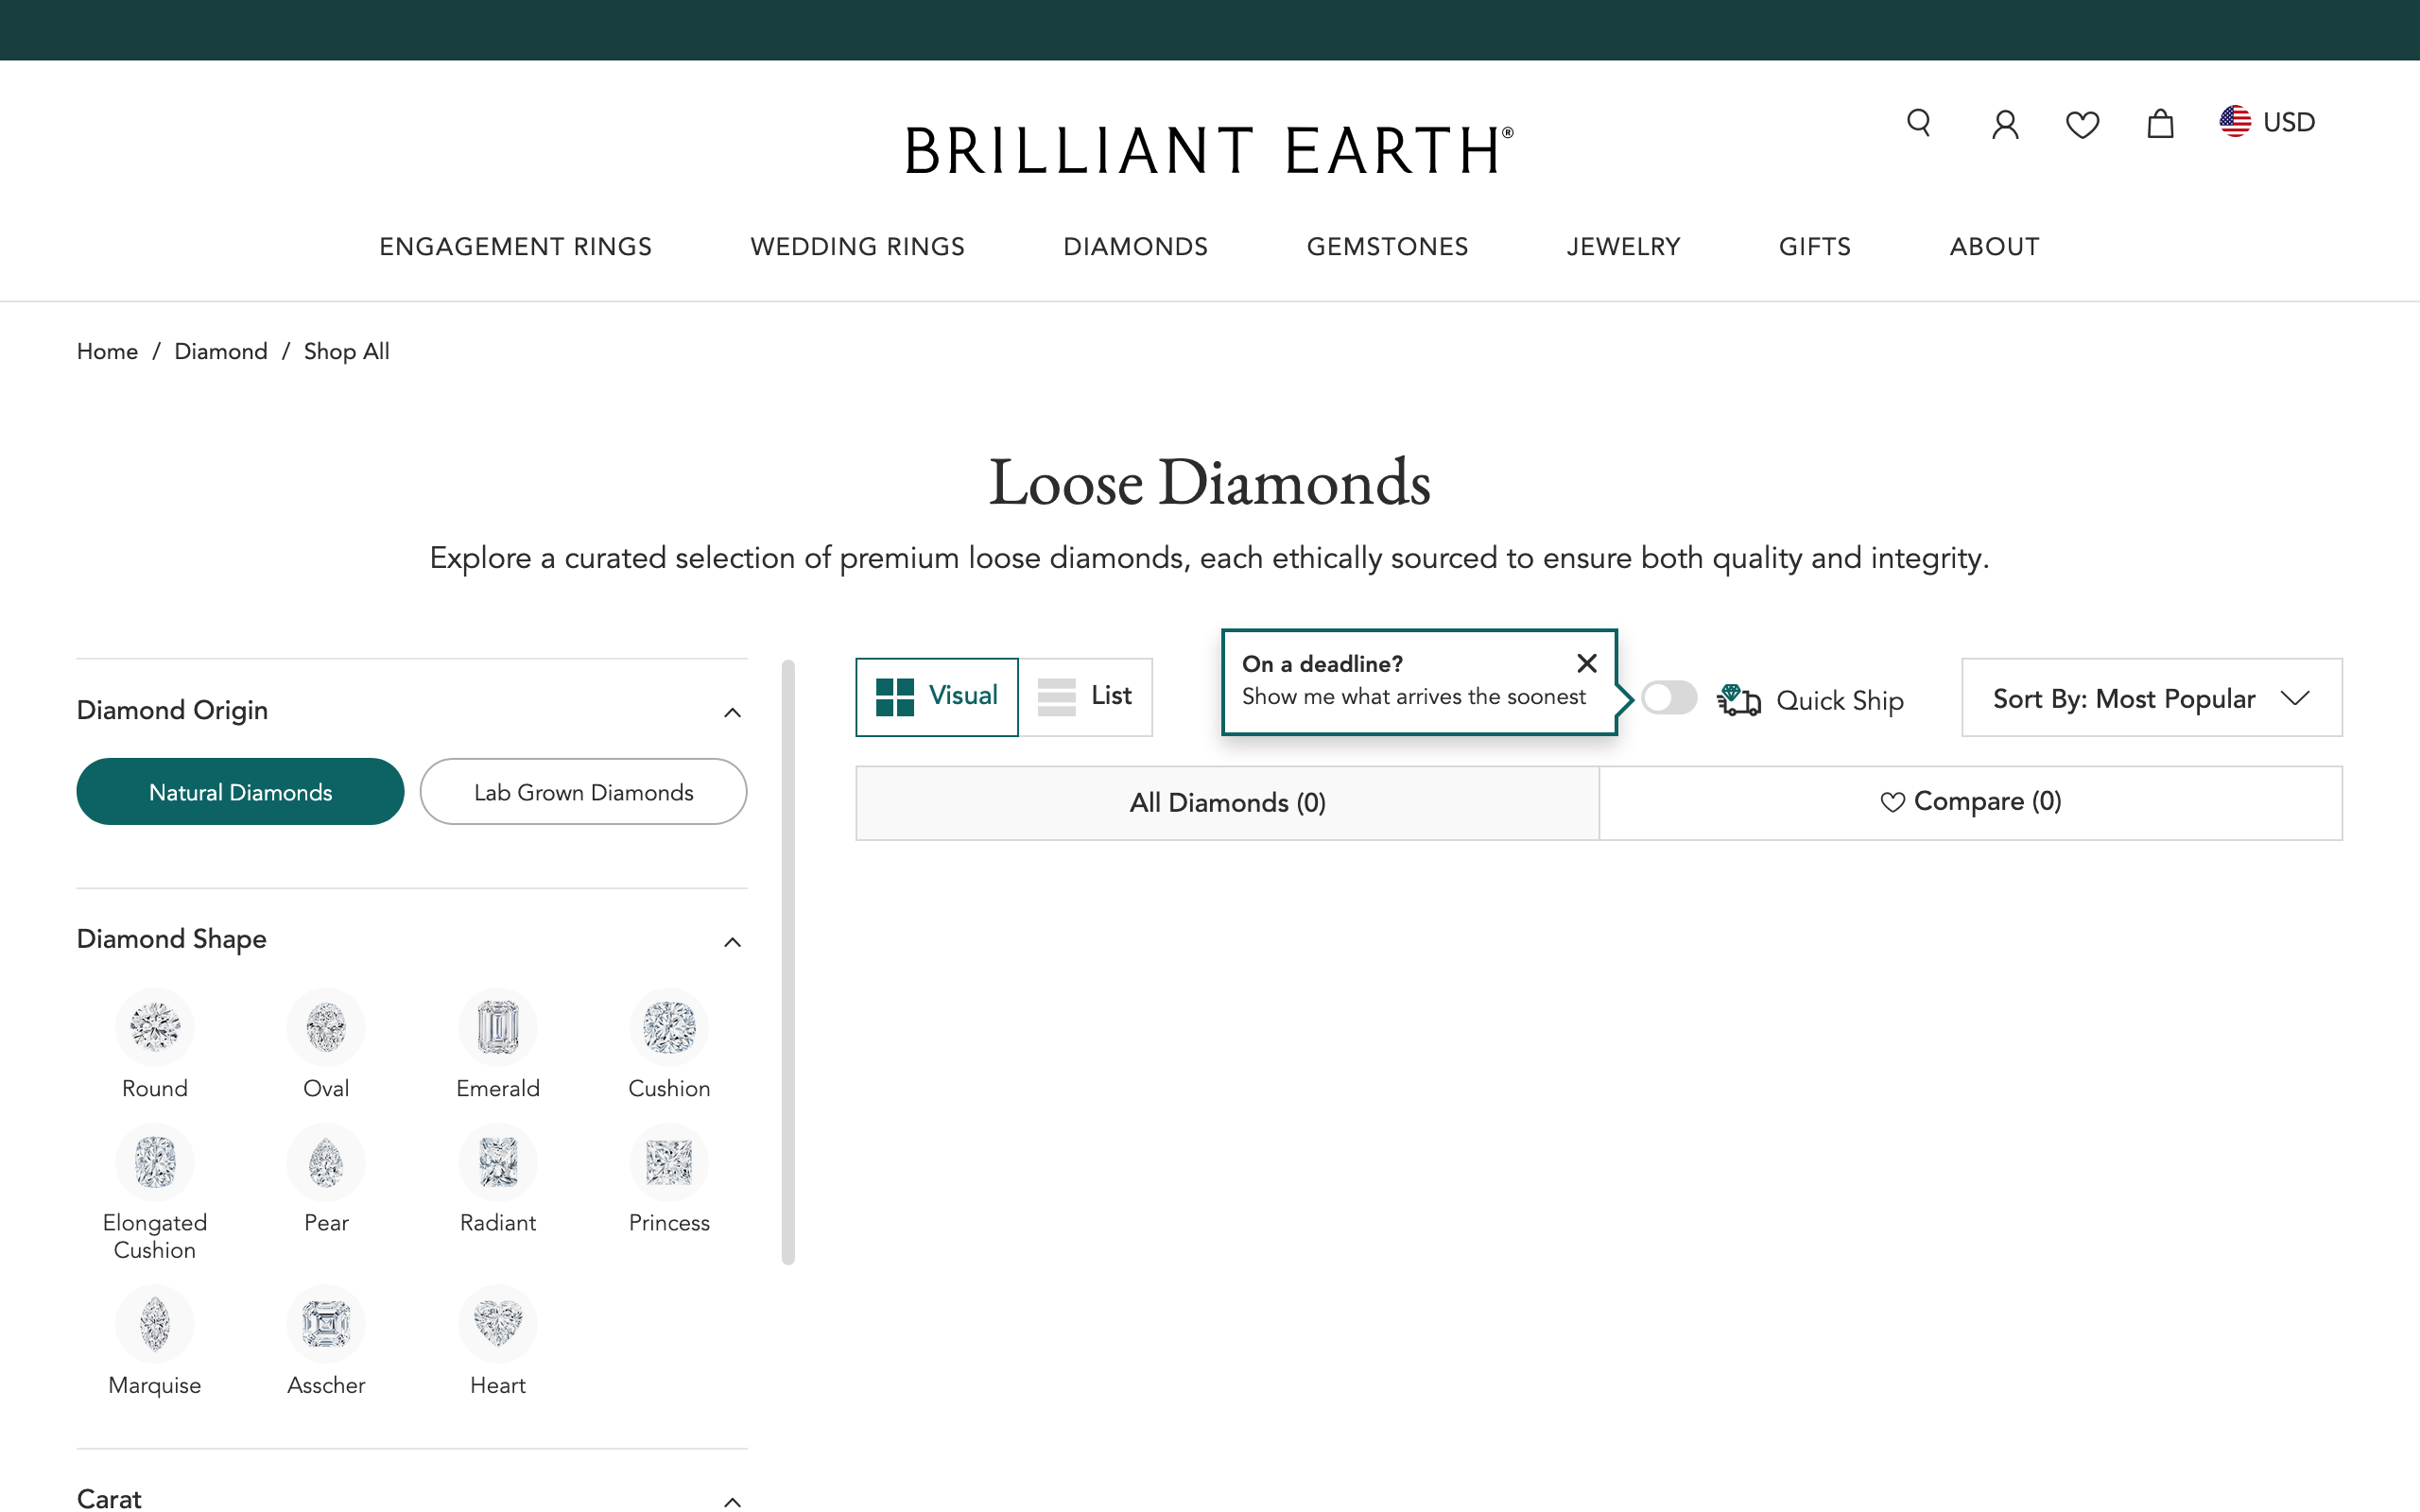 BRILLIANT EARTH®
USD
ENGAGEMENT RINGS
WEDDING RINGS
DIAMONDS
GEMSTONES
JEWELRY
GIFTS
ABOUT
Home / Diamond / Shop All
Loose Diamonds
Explore a curated selection of premium loose diamonds, each ethically sourced to ensure both quality and integrity.
Diamond Origin
Natural Diamonds
Lab Grown Diamonds
Diamond Shape
Round
Oval
Emerald
Cushion
Elongated
Cushion
Pear
Radiant
Princess
Marquise
Asscher
Heart
Carat
Visual
List
On a deadline?
Show me what arrives the soonest
Quick Ship
Sort By: Most Popular
All Diamonds (0)
Compare (0)